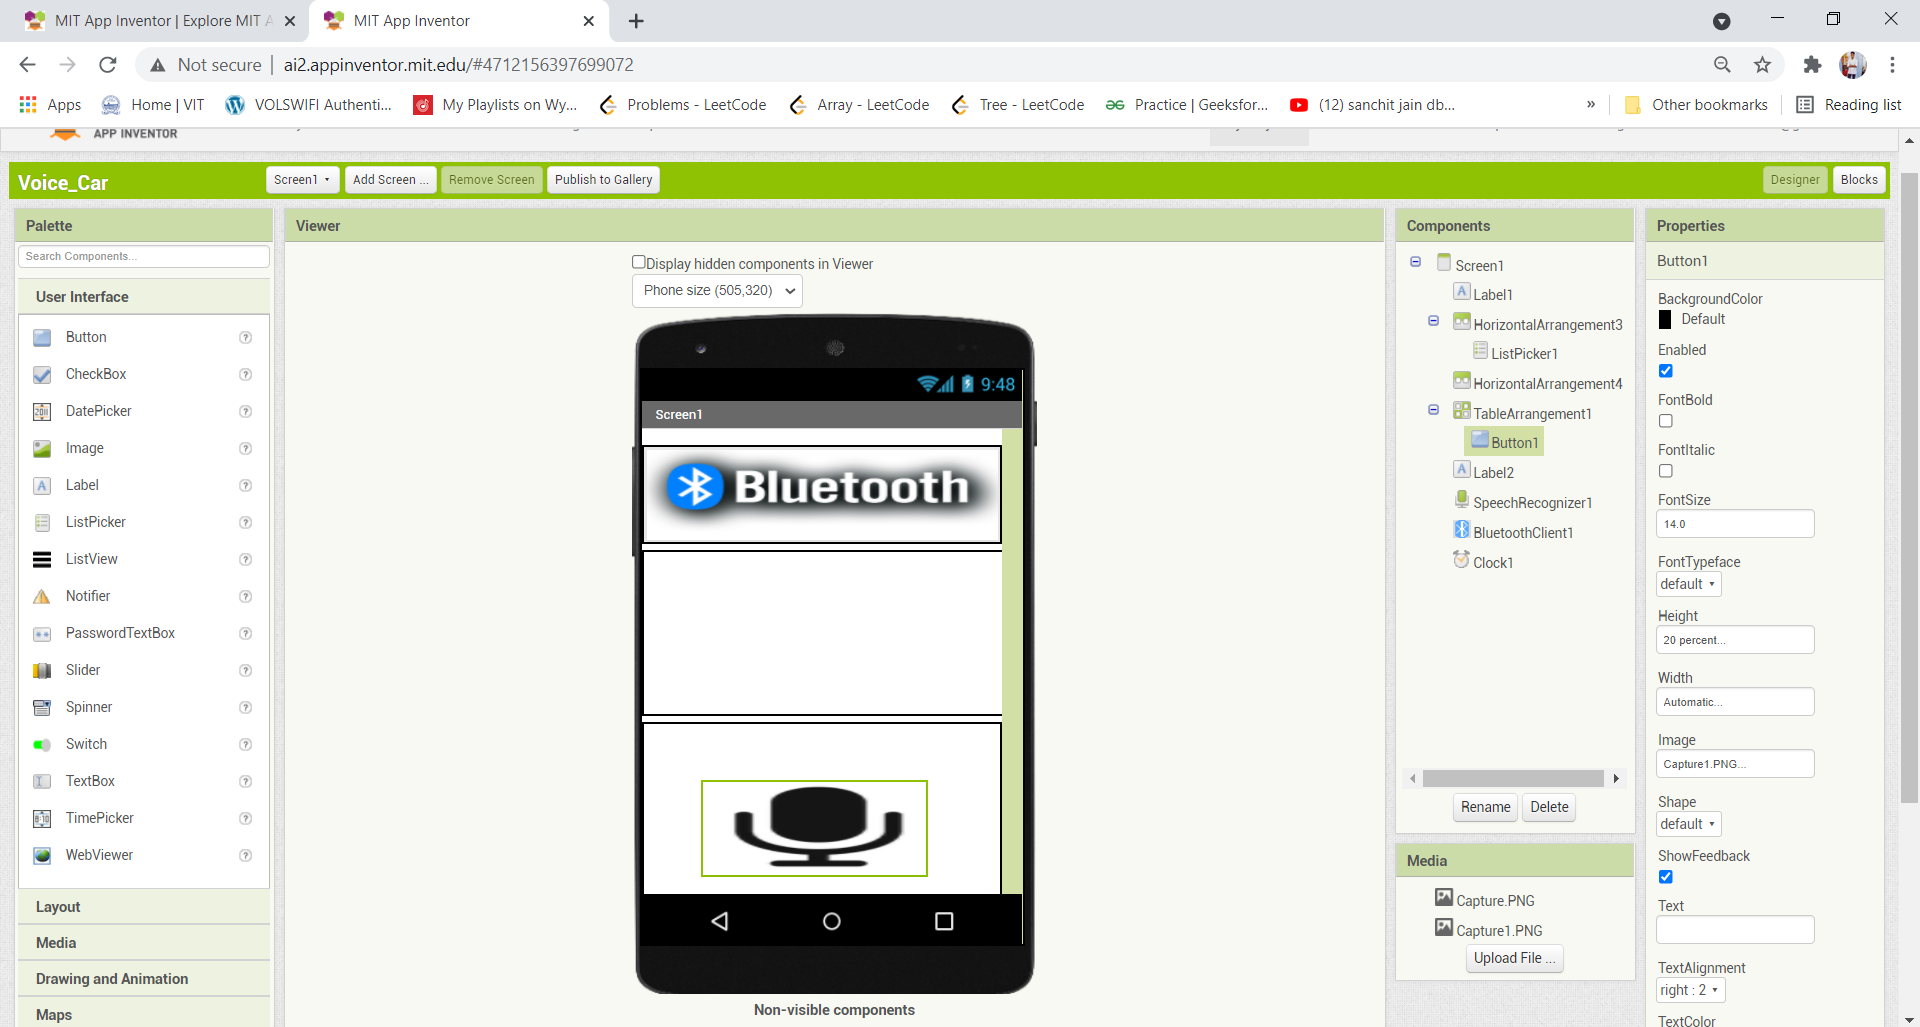 MIT App Inventor | Explore MIT A
MIT App Inventor
Not secure | ai2.appinventor.mit.edu/#4712156397699072
Apps
Home | VIT
VOLSWIFI Authenti...
My Playlists on Wy...
Problems - LeetCode
Array - LeetCode
Tree - LeetCode
Practice | Geeksfor...
(12) sanchit jain db...
»
Other bookmarks
Reading list
APP INVENTOR
Voice_Car
Screen1
Add Screen ...
Remove Screen
Publish to Gallery
Designer
Blocks
Palette
Search Components...
User Interface
Button ?
CheckBox ?
DatePicker ?
Image ?
Label ?
ListPicker ?
ListView ?
Notifier ?
PasswordTextBox ?
Slider ?
Spinner ?
Switch ?
TextBox ?
TimePicker ?
WebViewer ?
Layout
Media
Drawing and Animation
Maps
Viewer
Display hidden components in Viewer
Phone size (505,320)
9:48
Screen1
Bluetooth
Non-visible components
Components
Screen1
A Label1
HorizontalArrangement3
ListPicker1
HorizontalArrangement4
TableArrangement1
Button1
A Label2
SpeechRecognizer1
BluetoothClient1
Clock1
Rename
Delete
Media
Capture.PNG
Capture1.PNG
Upload File ...
Properties
Button1
BackgroundColor
Default
Enabled
FontBold
FontItalic
FontSize
14.0
FontTypeface
default
Height
20 percent...
Width
Automatic...
Image
Capture1.PNG...
Shape
default
ShowFeedback
Text
TextAlignment
right : 2
TextColor